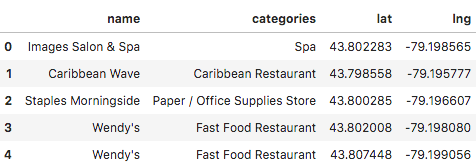 name categories lat lng
0 Images Salon & Spa Spa 43.802283 -79.198565
1 Caribbean Wave Caribbean Restaurant 43.798558 -79.195777
2 Staples Morningside Paper / Office Supplies Store 43.800285 -79.196607
3 Wendy's Fast Food Restaurant 43.802008 -79.198080
4 Wendy's Fast Food Restaurant 43.807448 -79.199056